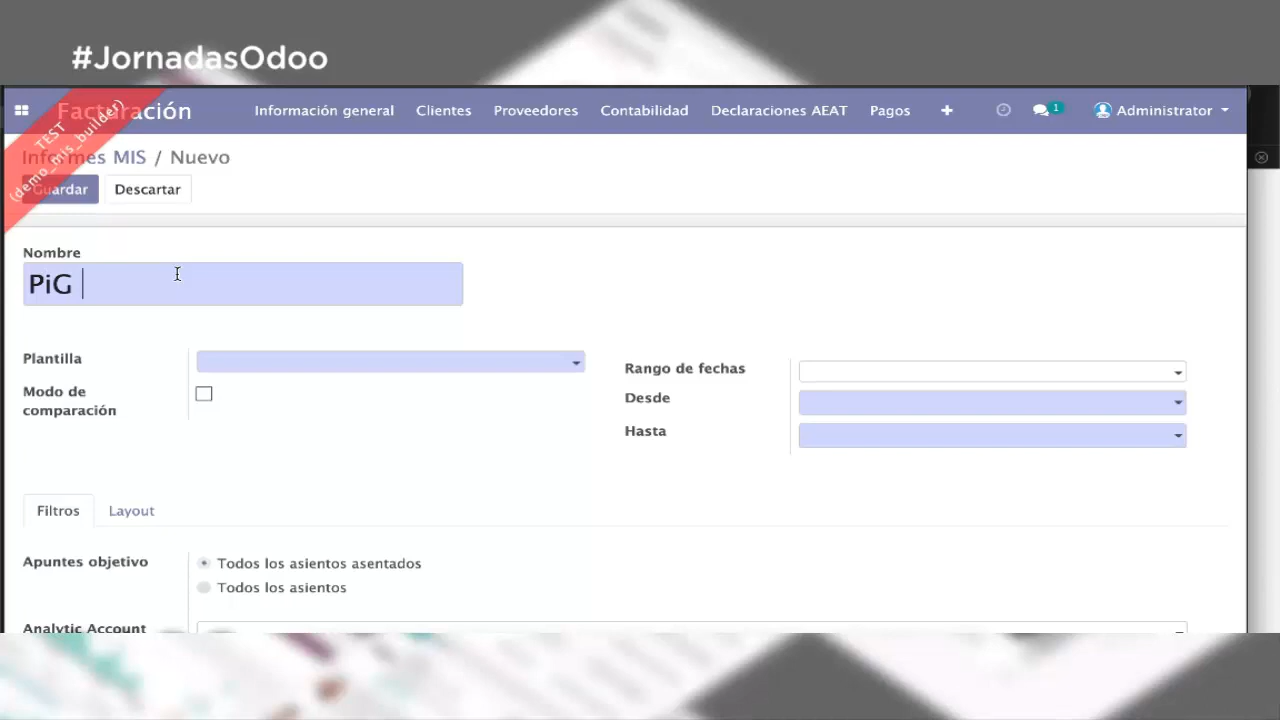 #JornadasOdoo
Facturación
Información general
Clientes
Proveedores
Contabilidad
Declaraciones AEAT
Pagos
1
Administrator
TEST
(demo_mis_builder)
Informes MIS / Nuevo
Guardar
Descartar
Nombre
PiG
Plantilla
Modo de
comparación
Rango de fechas
Desde
Hasta
Filtros
Layout
Apuntes objetivo
Todos los asientos asentados
Todos los asientos
Analytic Account